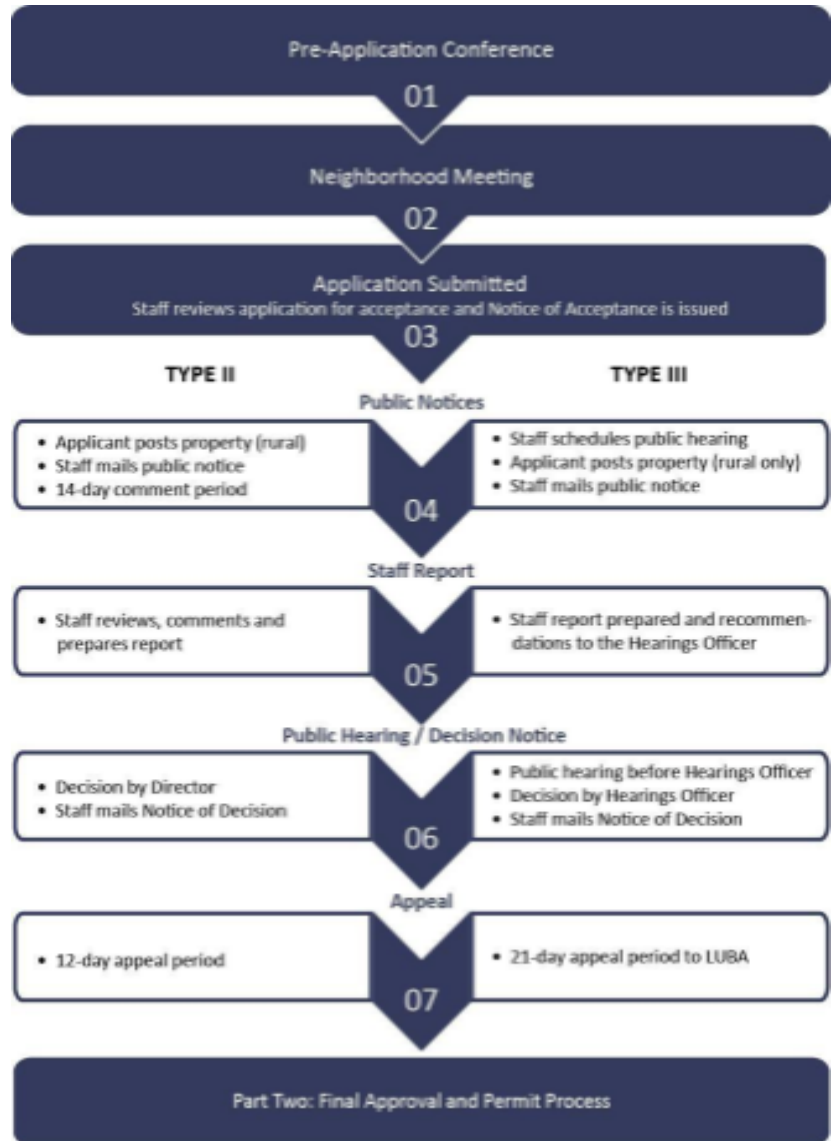 Pre-Application Conference
01
Neighborhood Meeting
02
Application Submitted
Staff reviews application for acceptance and Notice of Acceptance is issued
03
TYPE II
TYPE III
Public Notices
• Applicant posts property (rural)
• Staff mails public notice
• 14-day comment period
04
• Staff schedules public hearing
• Applicant posts property (rural only)
• Staff mails public notice
Staff Report
• Staff reviews, comments and
prepares report
05
• Staff report prepared and recommen-
dations to the Hearings Officer
Public Hearing / Decision Notice
• Decision by Director
• Staff mails Notice of Decision
06
• Public hearing before Hearings Officer
• Decision by Hearings Officer
• Staff mails Notice of Decision
Appeal
• 12-day appeal period
07
• 21-day appeal period to LUBA
Part Two: Final Approval and Permit Process